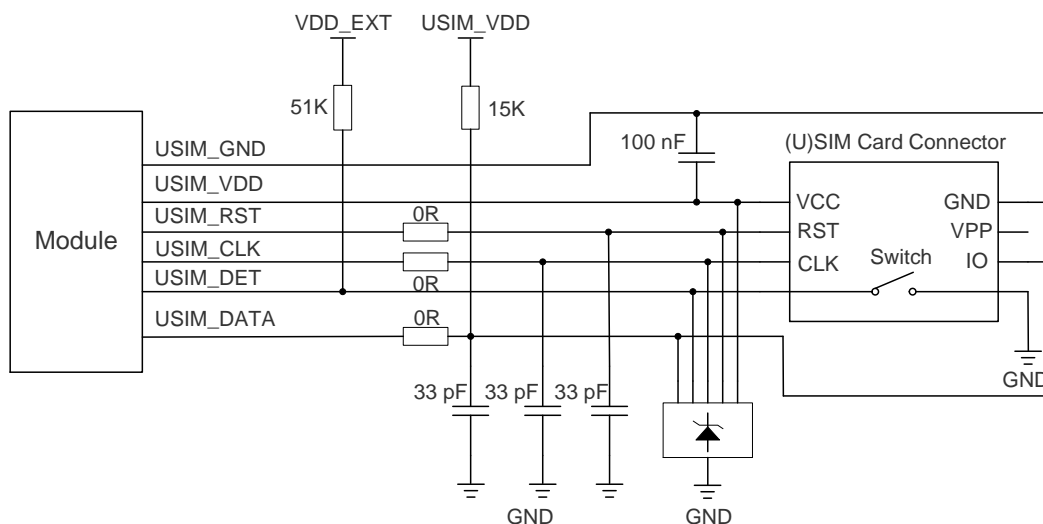 VDD_EXT
USIM_VDD
51K
15K
100 nF
(U)SIM Card Connector
Module
USIM_GND
USIM_VDD
USIM_RST
0R
USIM_CLK
USIM_DET
0R
USIM_DATA
0R
VCC
GND
RST
VPP
CLK
Switch
IO
GND
33 pF
33 pF
33 pF
GND
GND